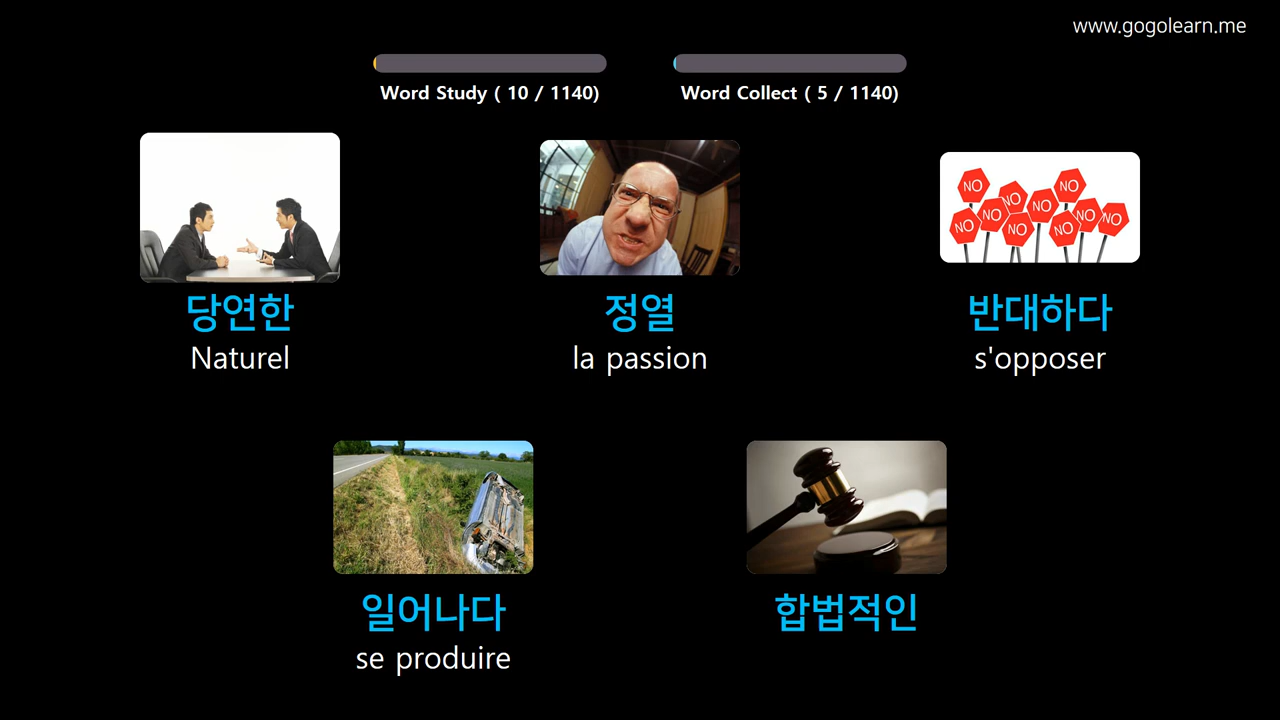 www.gogolearn.me
Word Study ( 10 / 1140)
Word Collect ( 5 / 1140)
당연한
Naturel
정열
la passion
NO NO NO NO NO NO NO NO NO NO
반대하다
s'opposer
일어나다
se produire
합법적인